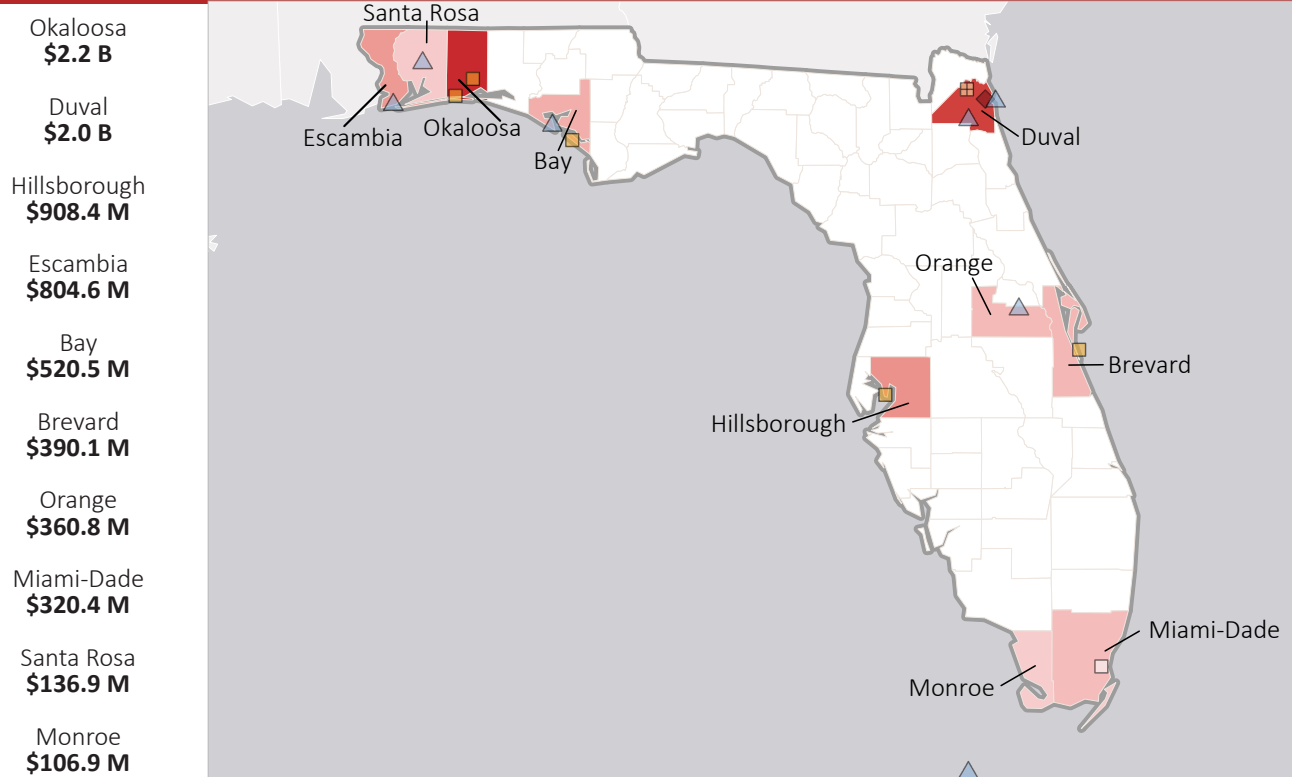 Okaloosa
$2.2 B
Duval
$2.0 B
Hillsborough
$908.4 M
Escambia
$804.6 M
Bay
$520.5 M
Brevard
$390.1 M
Orange
$360.8 M
Miami-Dade
$320.4 M
Santa Rosa
$136.9 M
Monroe
$106.9 M
Santa Rosa
Escambia
Okaloosa
Bay
Duval
Orange
Brevard
Hillsborough
Miami-Dade
Monroe